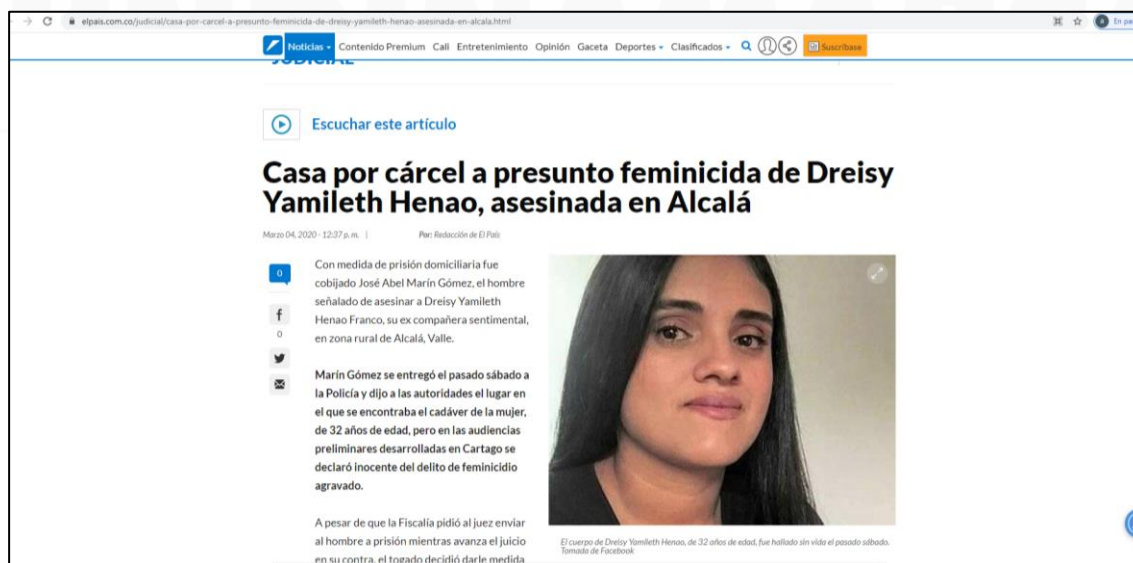 elpais.com.co/judicial/casa-por-carcel-a-presunto-feminicida-de-dreisy-yamileth-henao-asesinada-en-alcala.html
En pa
Noticias Contenido Premium Cali Entretenimiento Opinión Gaceta Deportes Clasificados Suscríbase
JUDICIAL
Escuchar este artículo
Casa por cárcel a presunto feminicida de Dreisy
Yamileth Henao, asesinada en Alcalá
Marzo 04, 2020 - 12:37 p. m. | Por: Redacción de El País
0
Con medida de prisión domiciliaria fue
cobijado José Abel Marín Gómez, el hombre
señalado de asesinar a Dreisy Yamileth
Henao Franco, su ex compañera sentimental,
en zona rural de Alcalá, Valle.
0
Marín Gómez se entregó el pasado sábado a
la Policía y dijo a las autoridades el lugar en
el que se encontraba el cadáver de la mujer,
de 32 años de edad, pero en las audiencias
preliminares desarrolladas en Cartago se
declaró inocente del delito de feminicidio
agravado.
A pesar de que la Fiscalía pidió al juez enviar
al hombre a prisión mientras avanza el juicio
en su contra, el togado decidió darle medida
El cuerpo de Dreisy Yamileth Henao, de 32 años de edad, fue hallado sin vida el pasado sábado.
Tomada de Facebook